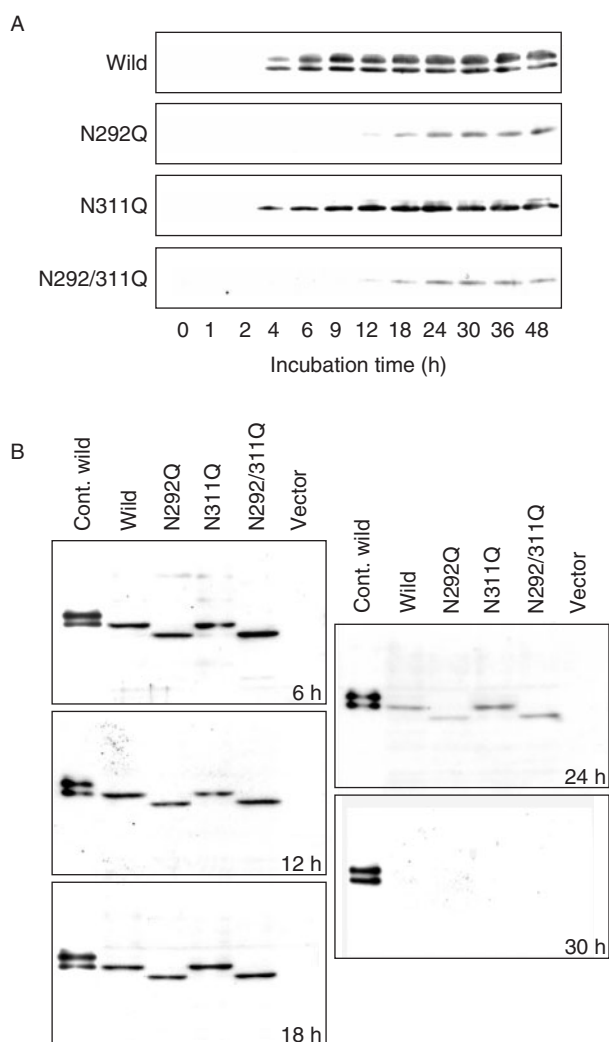 A
Wild
N292Q
N311Q
N292/311Q
0 1 2 4 6 9 12 18 24 30 36 48
Incubation time (h)
B
Cont. wild Wild N292Q N311Q N292/311Q Vector
6 h
12 h
18 h
Cont. wild Wild N292Q N311Q N292/311Q Vector
24 h
30 h